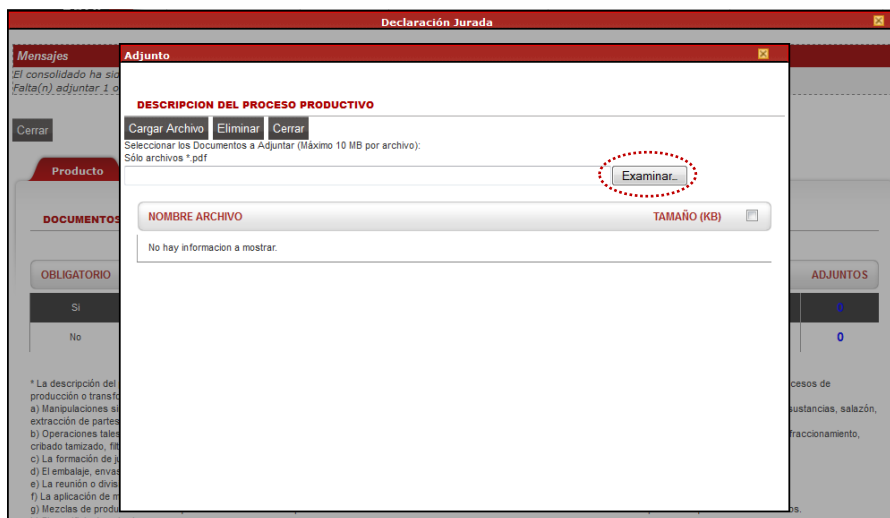 Declaración Jurada
Mensajes
El consolidado ha sid
Falta(n) adjuntar 1 o
Cerrar
Producto
DOCUMENTOS
OBLIGATORIO
ADJUNTOS
Si
0
No
0
Adjunto
DESCRIPCION DEL PROCESO PRODUCTIVO
Cargar Archivo Eliminar Cerrar
Seleccionar los Documentos a Adjuntar (Máximo 10 MB por archivo):
Sólo archivos *.pdf
Examinar..
NOMBRE ARCHIVO TAMAÑO (KB)
No hay informacion a mostrar.
* La descripción del cesos de
producción o transfo
a) Manipulaciones si sustancias, salazón,
extracción de partes
b) Operaciones tales fraccionamiento,
cribado tamizado, filt
c) La formación de ju
d) El embalaje, envas
e) La reunión o divis
f) La aplicación de m
g) Mezclas de produ os.